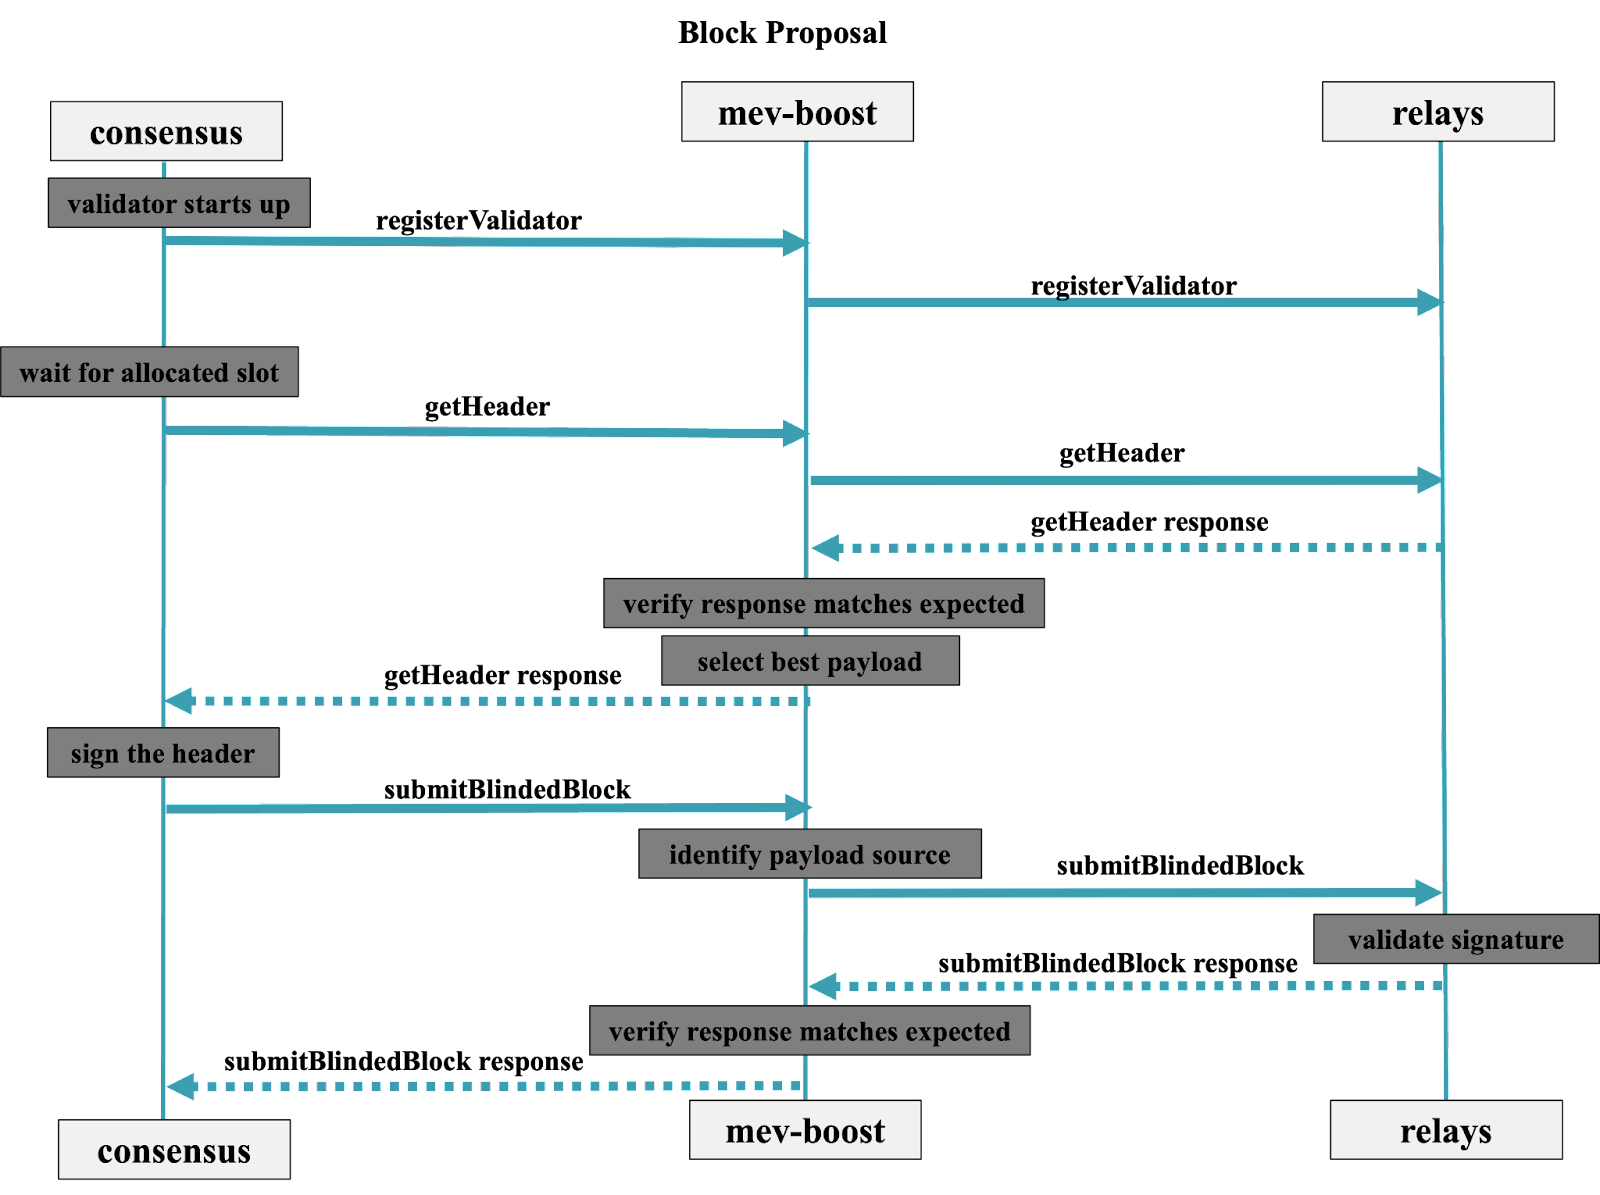 Block Proposal
consensus
mev-boost
relays
validator starts up
registerValidator
registerValidator
wait for allocated slot
getHeader
getHeader
getHeader response
verify response matches expected
select best payload
getHeader response
sign the header
submitBlindedBlock
identify payload source
submitBlindedBlock
validate signature
submitBlindedBlock response
verify response matches expected
submitBlindedBlock response
consensus
mev-boost
relays